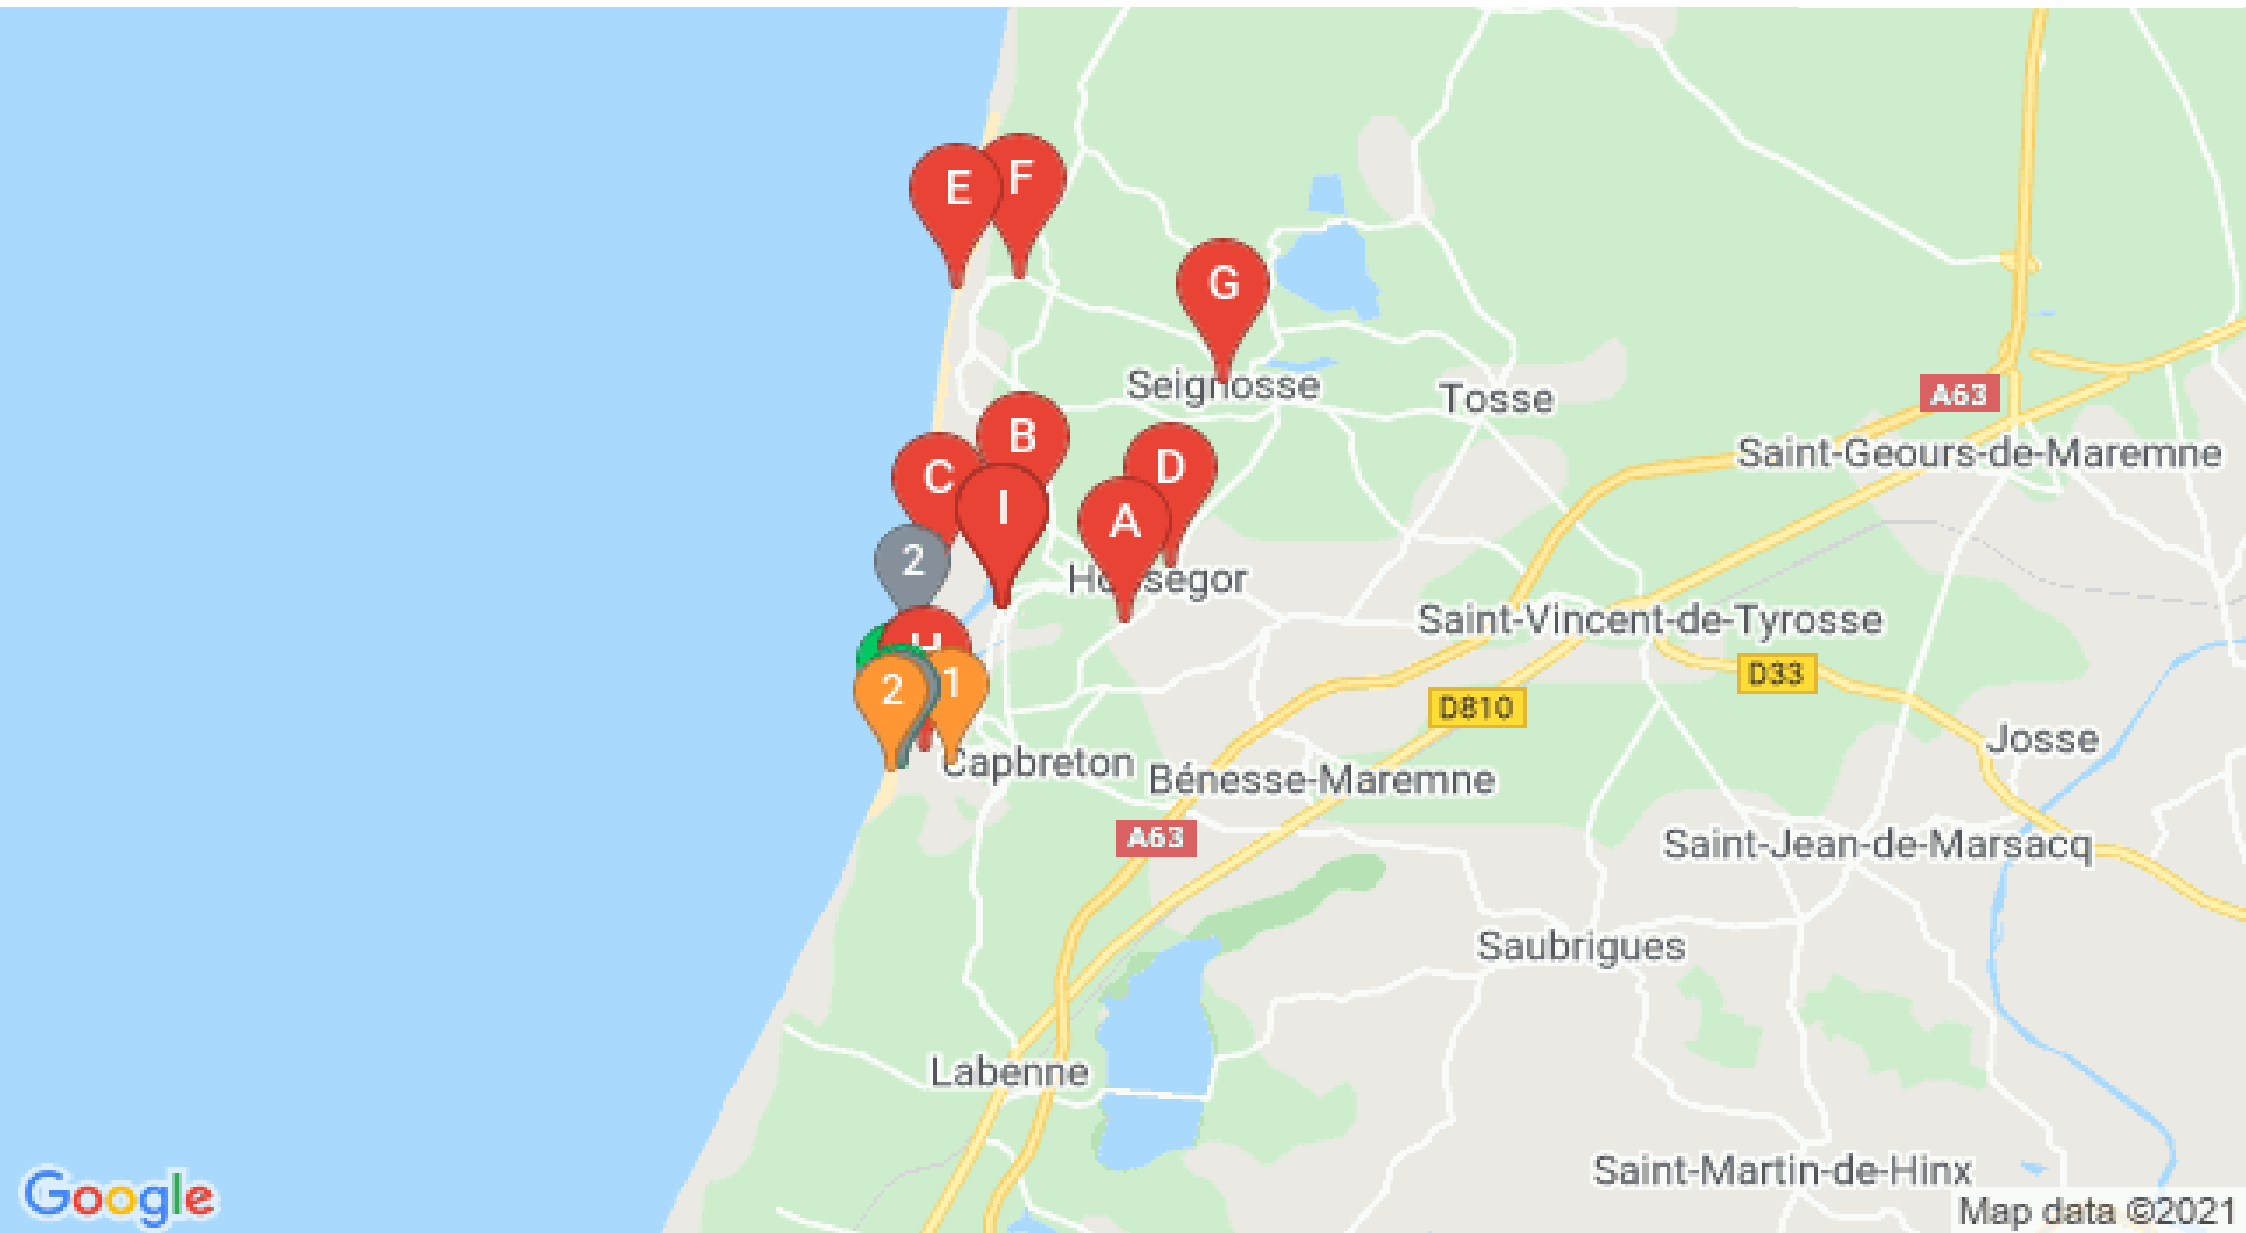 F
E
G
Seignosse
Tosse
A63
B
Saint-Geours-de-Maremne
D
C
I
A
2
Saint-Vincent-de-Tyrosse
D33
1
2
D810
Josse
Capbreton
Bénesse-Maremne
A63
Saint-Jean-de-Marsacq
Saubrigues
Labenne
Saint-Martin-de-Hinx
Google
Map data ©2021